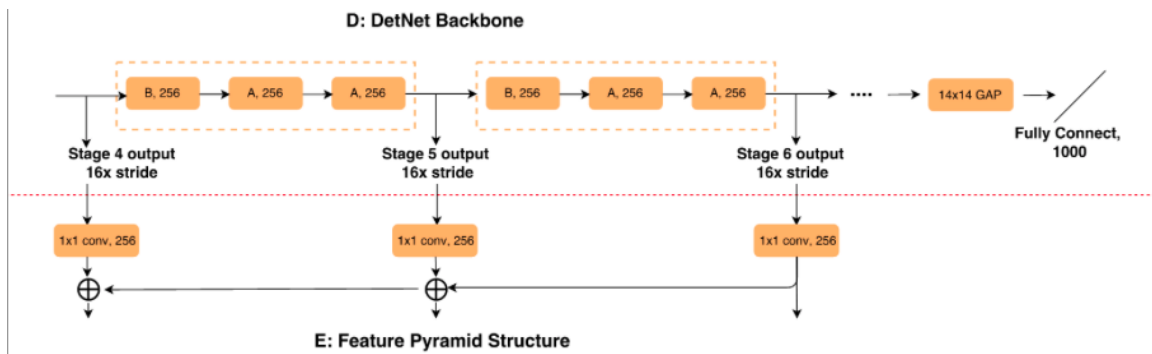 D: DetNet Backbone
B, 256
A, 256
A, 256
B, 256
A, 256
A, 256
....
14x14 GAP
Fully Connect,
1000
Stage 4 output
16x stride
Stage 5 output
16x stride
Stage 6 output
16x stride
1x1 conv, 256
1x1 conv, 256
1x1 conv, 256
E: Feature Pyramid Structure